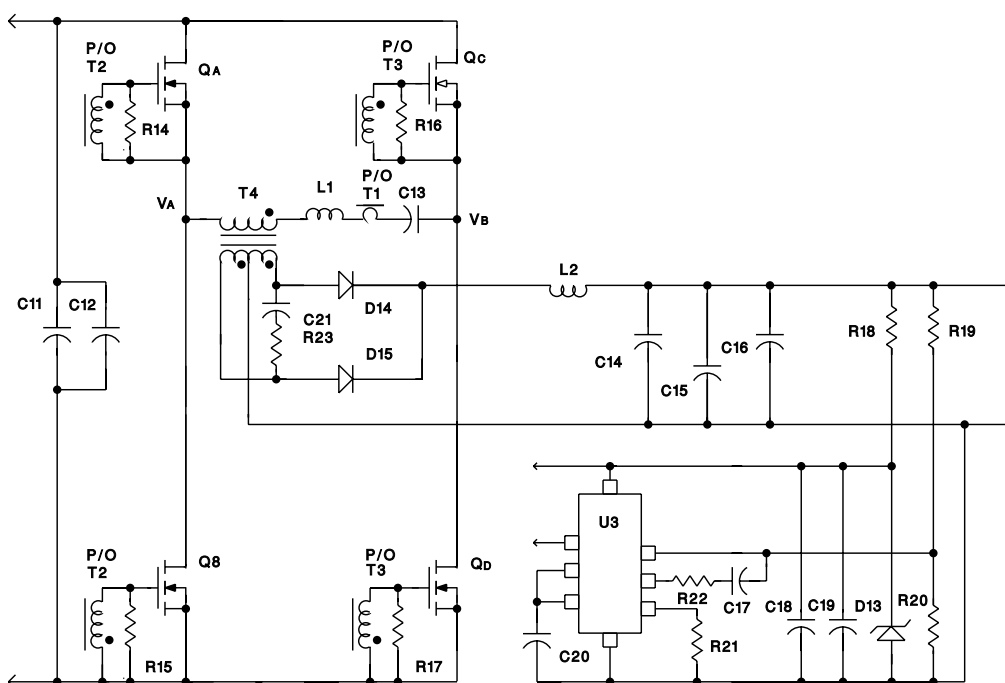 P/O
T2
QA
R14
P/O
T3
QC
R16
VA
T4
L1
P/O
T1
C13
VB
L2
C11
C12
C21
R23
D14
D15
C14
C15
C16
R18
R19
U3
P/O
T2
Q8
R15
P/O
T3
QD
R17
C20
R22
C17
R21
C18
C19
D13
R20